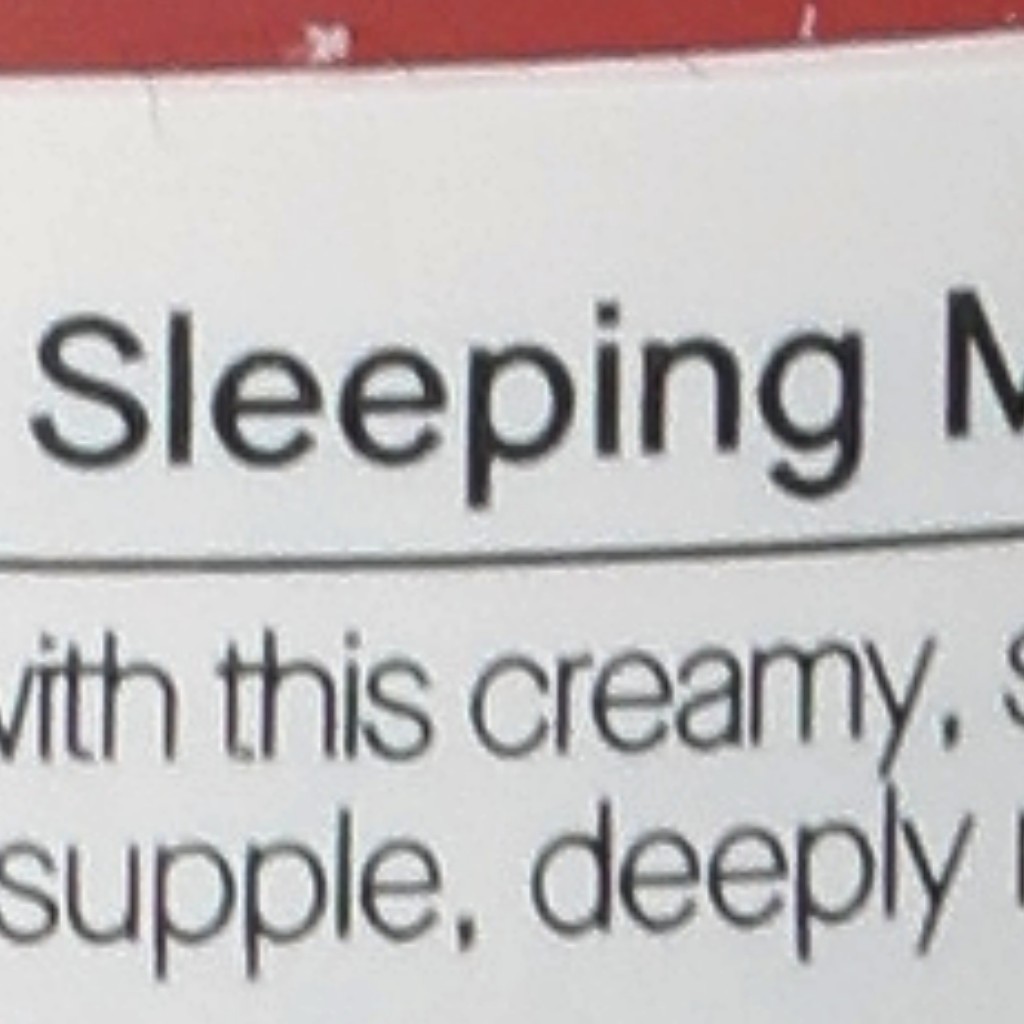 Sleeping M
with this creamy, s
supple, deeply